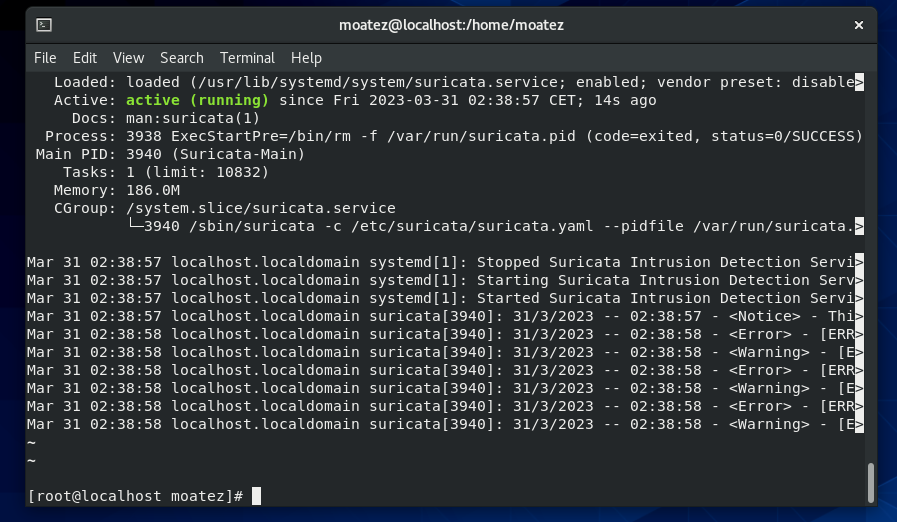 moatez@localhost:/home/moatez
File Edit View Search Terminal Help
Loaded: loaded (/usr/lib/systemd/system/suricata.service; enabled; vendor preset: disable>
Active: active (running) since Fri 2023-03-31 02:38:57 CET; 14s ago
Docs: man:suricata(1)
Process: 3938 ExecStartPre=/bin/rm -f /var/run/suricata.pid (code=exited, status=0/SUCCESS)
Main PID: 3940 (Suricata-Main)
Tasks: 1 (limit: 10832)
Memory: 186.0M
CGroup: /system.slice/suricata.service
└─3940 /sbin/suricata -c /etc/suricata/suricata.yaml --pidfile /var/run/suricata.>
Mar 31 02:38:57 localhost.localdomain systemd[1]: Stopped Suricata Intrusion Detection Servi>
Mar 31 02:38:57 localhost.localdomain systemd[1]: Starting Suricata Intrusion Detection Serv>
Mar 31 02:38:57 localhost.localdomain systemd[1]: Started Suricata Intrusion Detection Servi>
Mar 31 02:38:57 localhost.localdomain suricata[3940]: 31/3/2023 -- 02:38:57 - <Notice> - Thi>
Mar 31 02:38:58 localhost.localdomain suricata[3940]: 31/3/2023 -- 02:38:58 - <Error> - [ERR>
Mar 31 02:38:58 localhost.localdomain suricata[3940]: 31/3/2023 -- 02:38:58 - <Warning> - [E>
Mar 31 02:38:58 localhost.localdomain suricata[3940]: 31/3/2023 -- 02:38:58 - <Error> - [ERR>
Mar 31 02:38:58 localhost.localdomain suricata[3940]: 31/3/2023 -- 02:38:58 - <Warning> - [E>
Mar 31 02:38:58 localhost.localdomain suricata[3940]: 31/3/2023 -- 02:38:58 - <Error> - [ERR>
Mar 31 02:38:58 localhost.localdomain suricata[3940]: 31/3/2023 -- 02:38:58 - <Warning> - [E>
~
~
[root@localhost moatez]#